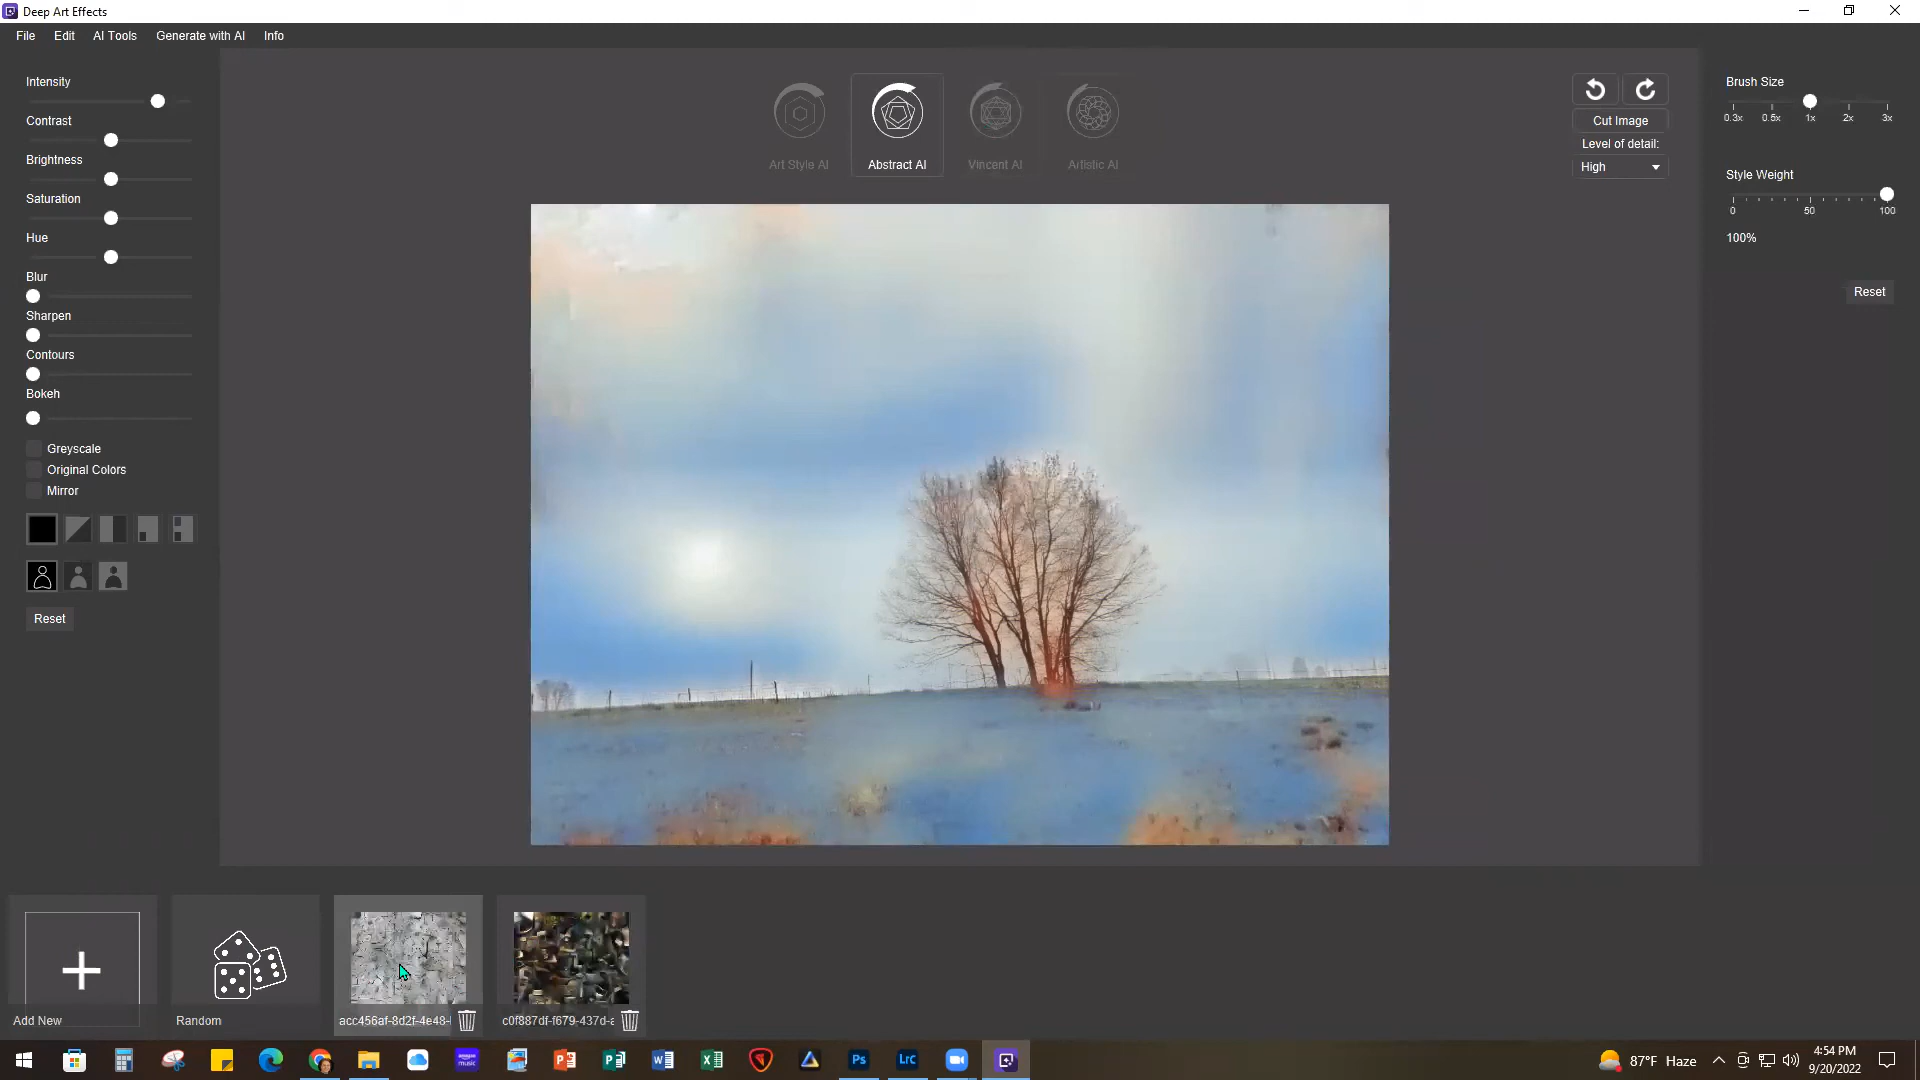 Deep Art Effects
File Edit AI Tools Generate with AI Info
Intensity
Contrast
Brightness
Saturation
Hue
Blur
Sharpen
Contours
Bokeh
Greyscale
Original Colors
Mirror
Reset
Art Style AI
Abstract AI
Vincent AI
Artistic AI
Cut Image
Level of detail:
High
Brush Size
0.3x 0.5x 1x 2x 3x
Style Weight
0 50 100
100%
Reset
Add New
Random
acc456af-8d2f-4e48-
c0f887df-f679-437d-a
Ps
Lrc
87°F Haze
4:54 PM
9/20/2022